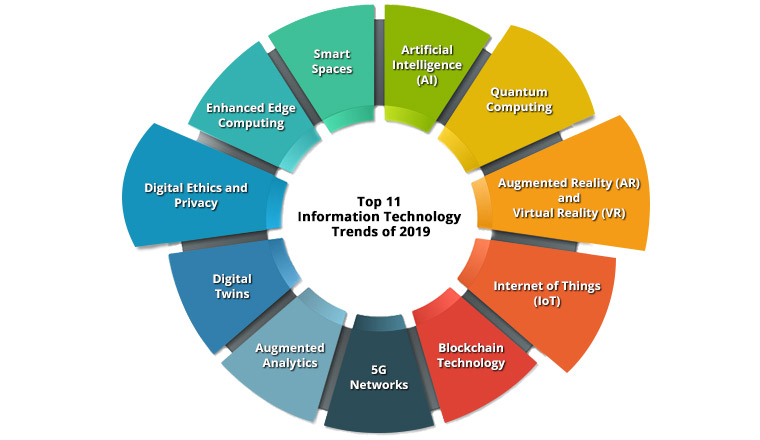 Top 11
Information Technology
Trends of 2019
Artificial
Intelligence
(AI)
Quantum
Computing
Augmented Reality (AR)
and
Virtual Reality (VR)
Internet of Things
(IoT)
Blockchain
Technology
5G
Networks
Augmented
Analytics
Digital
Twins
Digital Ethics and
Privacy
Enhanced Edge
Computing
Smart
Spaces